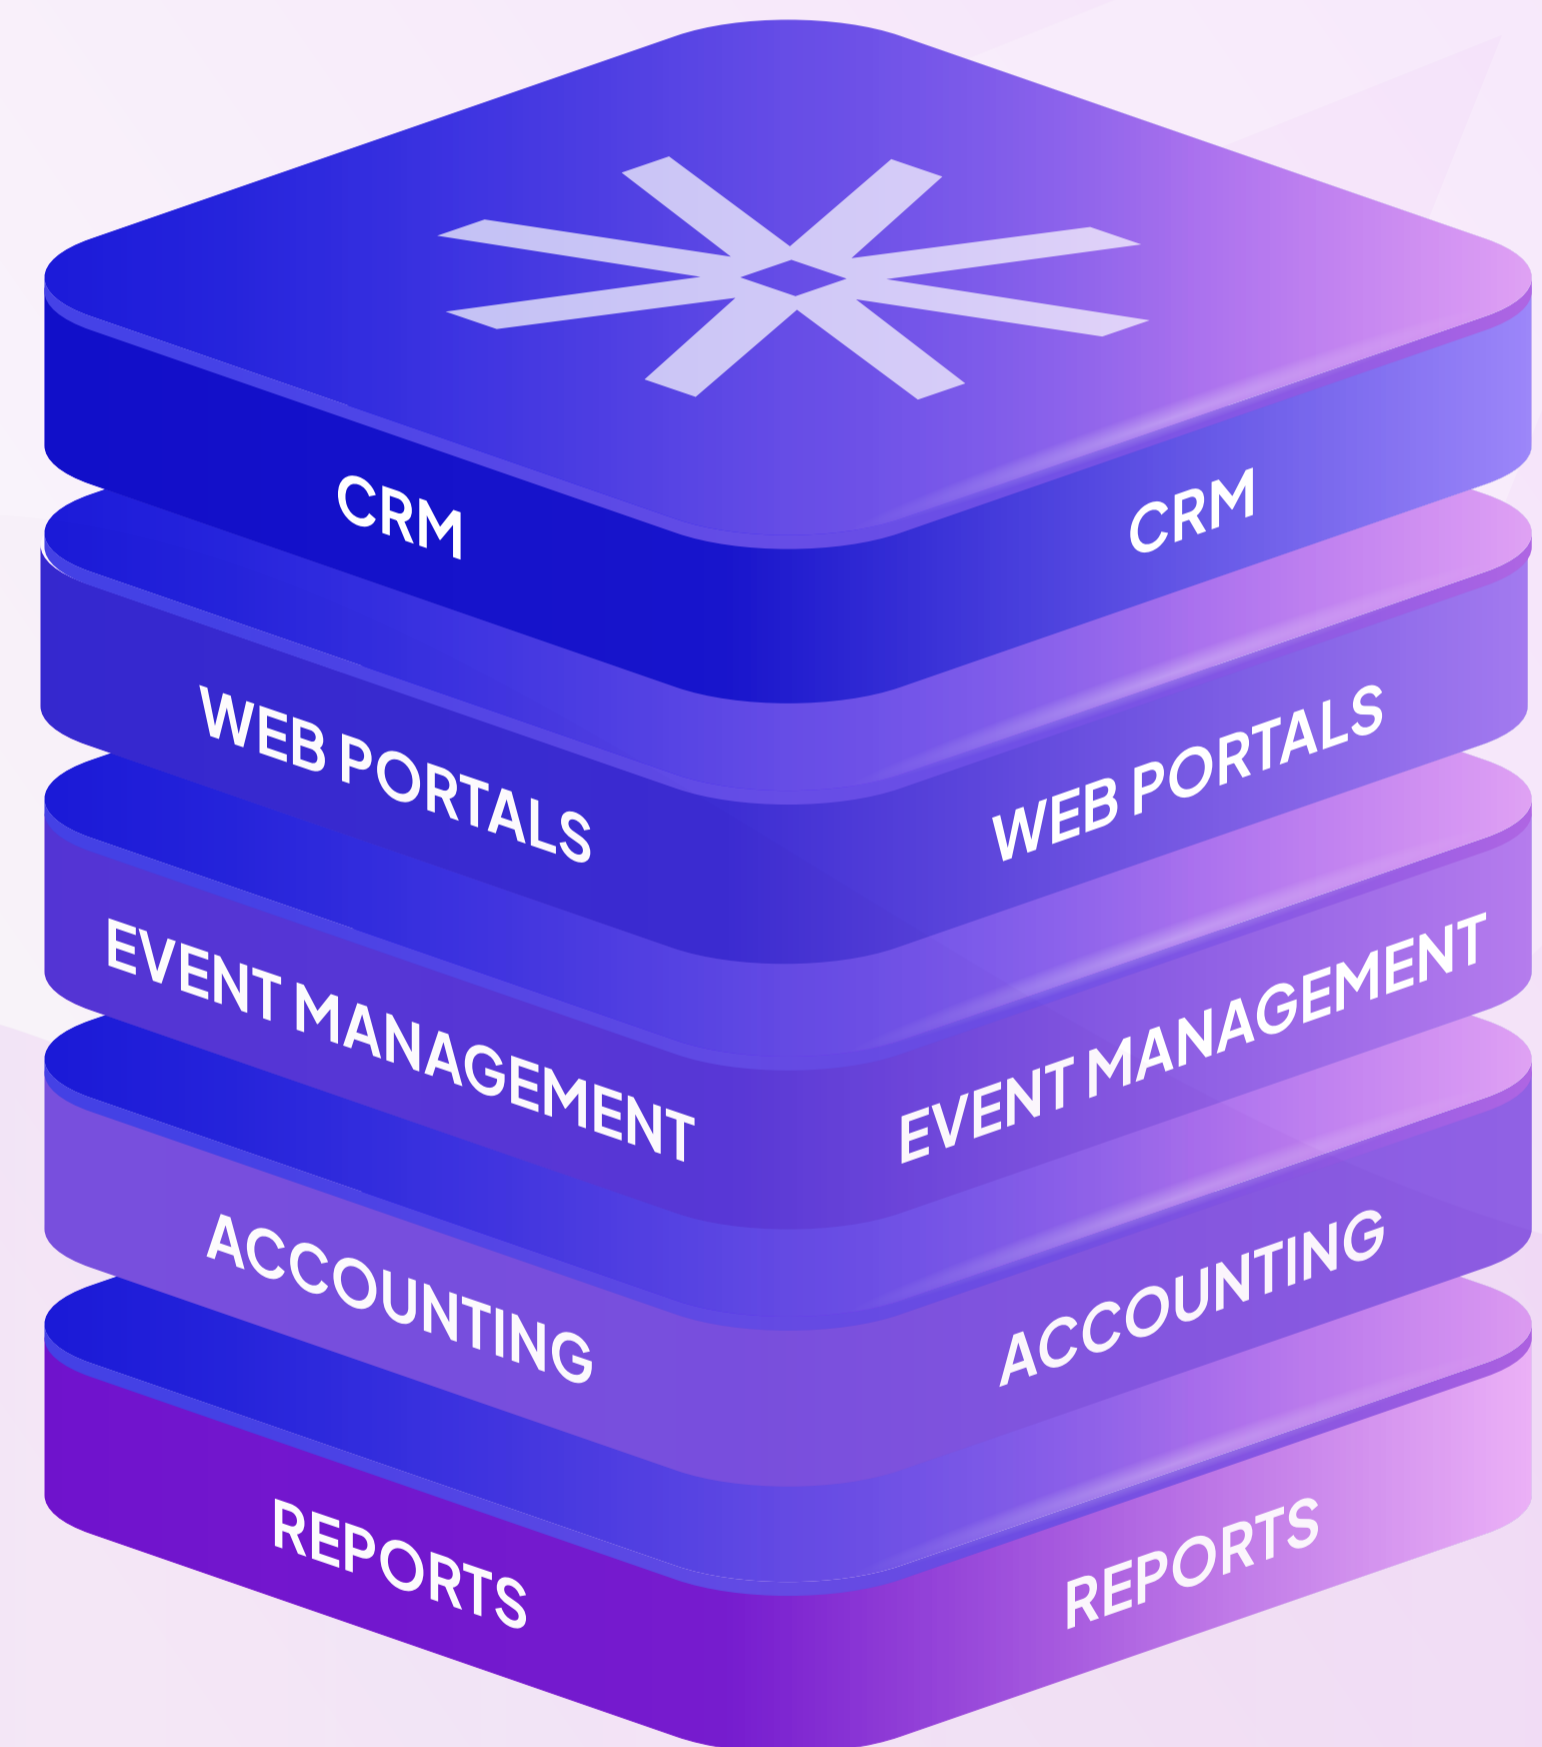 CRM
CRM
WEB PORTALS
WEB PORTALS
EVENT MANAGEMENT
EVENT MANAGEMENT
ACCOUNTING
ACCOUNTING
REPORTS
REPORTS